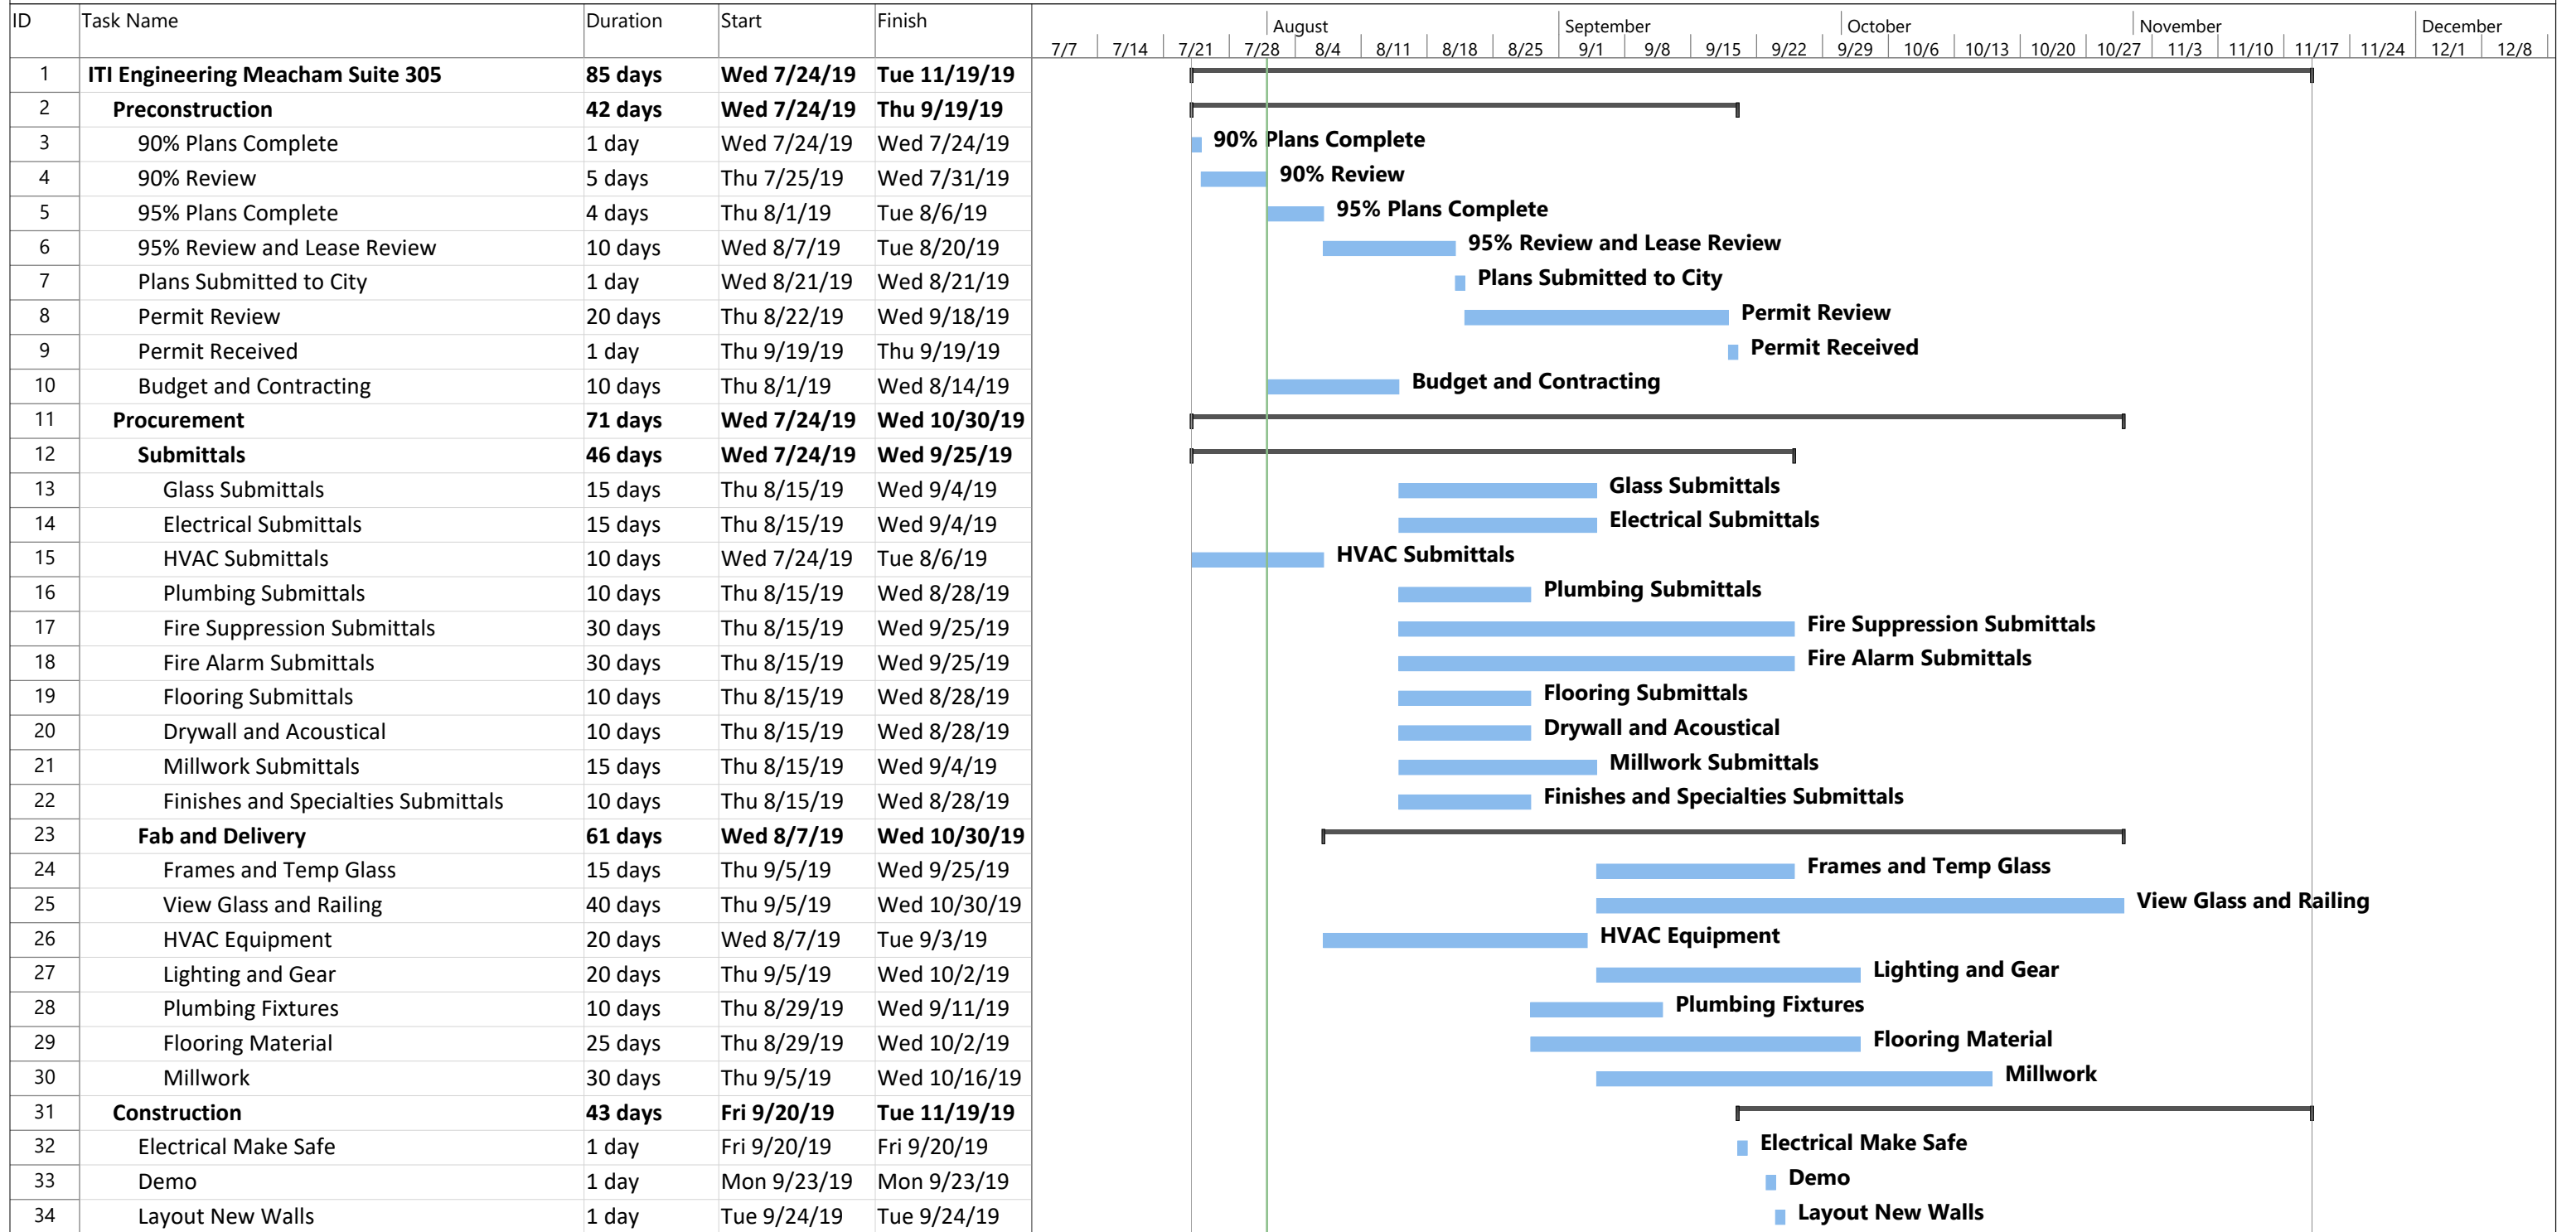 ID Task Name Duration Start Finish August September October November December
7/7 7/14 7/21 7/28 8/4 8/11 8/18 8/25 9/1 9/8 9/15 9/22 9/29 10/6 10/13 10/20 10/27 11/3 11/10 11/17 11/24 12/1 12/8
1 ITI Engineering Meacham Suite 305 85 days Wed 7/24/19 Tue 11/19/19
2 Preconstruction 42 days Wed 7/24/19 Thu 9/19/19
3 90% Plans Complete 1 day Wed 7/24/19 Wed 7/24/19 90% Plans Complete
4 90% Review 5 days Thu 7/25/19 Wed 7/31/19 90% Review
5 95% Plans Complete 4 days Thu 8/1/19 Tue 8/6/19 95% Plans Complete
6 95% Review and Lease Review 10 days Wed 8/7/19 Tue 8/20/19 95% Review and Lease Review
7 Plans Submitted to City 1 day Wed 8/21/19 Wed 8/21/19 Plans Submitted to City
8 Permit Review 20 days Thu 8/22/19 Wed 9/18/19 Permit Review
9 Permit Received 1 day Thu 9/19/19 Thu 9/19/19 Permit Received
10 Budget and Contracting 10 days Thu 8/1/19 Wed 8/14/19 Budget and Contracting
11 Procurement 71 days Wed 7/24/19 Wed 10/30/19
12 Submittals 46 days Wed 7/24/19 Wed 9/25/19
13 Glass Submittals 15 days Thu 8/15/19 Wed 9/4/19 Glass Submittals
14 Electrical Submittals 15 days Thu 8/15/19 Wed 9/4/19 Electrical Submittals
15 HVAC Submittals 10 days Wed 7/24/19 Tue 8/6/19 HVAC Submittals
16 Plumbing Submittals 10 days Thu 8/15/19 Wed 8/28/19 Plumbing Submittals
17 Fire Suppression Submittals 30 days Thu 8/15/19 Wed 9/25/19 Fire Suppression Submittals
18 Fire Alarm Submittals 30 days Thu 8/15/19 Wed 9/25/19 Fire Alarm Submittals
19 Flooring Submittals 10 days Thu 8/15/19 Wed 8/28/19 Flooring Submittals
20 Drywall and Acoustical 10 days Thu 8/15/19 Wed 8/28/19 Drywall and Acoustical
21 Millwork Submittals 15 days Thu 8/15/19 Wed 9/4/19 Millwork Submittals
22 Finishes and Specialties Submittals 10 days Thu 8/15/19 Wed 8/28/19 Finishes and Specialties Submittals
23 Fab and Delivery 61 days Wed 8/7/19 Wed 10/30/19
24 Frames and Temp Glass 15 days Thu 9/5/19 Wed 9/25/19 Frames and Temp Glass
25 View Glass and Railing 40 days Thu 9/5/19 Wed 10/30/19 View Glass and Railing
26 HVAC Equipment 20 days Wed 8/7/19 Tue 9/3/19 HVAC Equipment
27 Lighting and Gear 20 days Thu 9/5/19 Wed 10/2/19 Lighting and Gear
28 Plumbing Fixtures 10 days Thu 8/29/19 Wed 9/11/19 Plumbing Fixtures
29 Flooring Material 25 days Thu 8/29/19 Wed 10/2/19 Flooring Material
30 Millwork 30 days Thu 9/5/19 Wed 10/16/19 Millwork
31 Construction 43 days Fri 9/20/19 Tue 11/19/19
32 Electrical Make Safe 1 day Fri 9/20/19 Fri 9/20/19 Electrical Make Safe
33 Demo 1 day Mon 9/23/19 Mon 9/23/19 Demo
34 Layout New Walls 1 day Tue 9/24/19 Tue 9/24/19 Layout New Walls